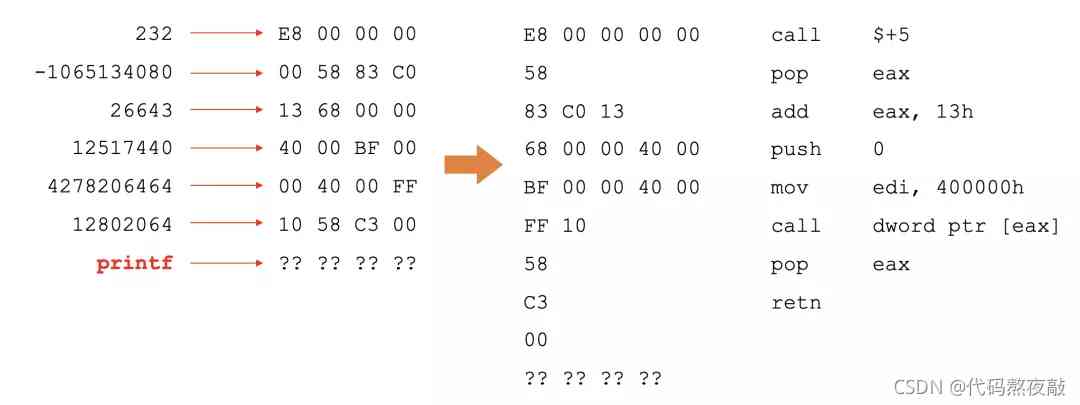 232 E8 00 00 00 E8 00 00 00 00 call $+5
-1065134080 00 58 83 C0 58 pop eax
26643 13 68 00 00 83 C0 13 add eax, 13h
12517440 40 00 BF 00 68 00 00 40 00 push 0
4278206464 00 40 00 FF BF 00 00 40 00 mov edi, 400000h
12802064 10 58 C3 00 FF 10 call dword ptr [eax]
printf ?? ?? ?? ?? 58 pop eax
C3 retn
00
?? ?? ?? ??
CSDN @代码熬夜敲